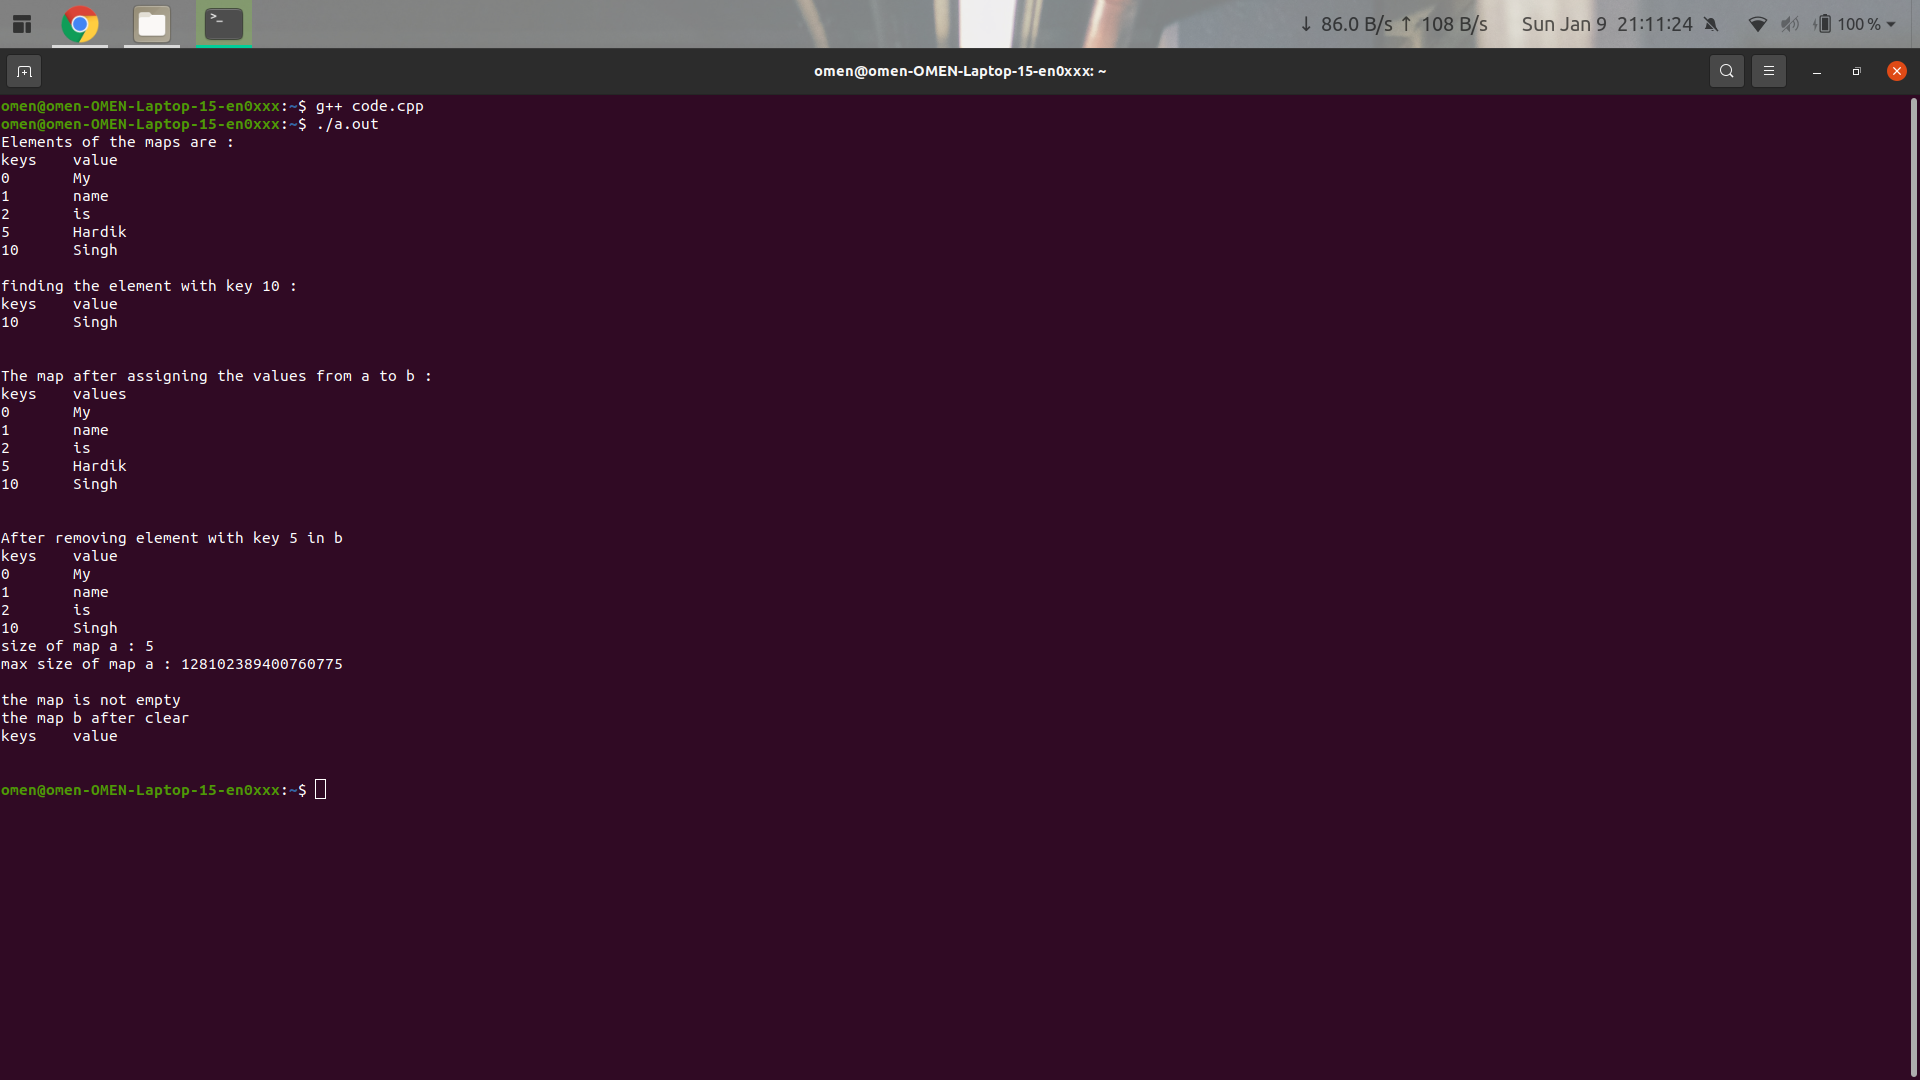 ↓ 86.0 B/s ↑ 108 B/s Sun Jan 9 21:11:24 100 %
omen@omen-OMEN-Laptop-15-en0xxx: ~
omen@omen-OMEN-Laptop-15-en0xxx:~$ g++ code.cpp
omen@omen-OMEN-Laptop-15-en0xxx:~$ ./a.out
Elements of the maps are :
keys    value
0       My
1       name
2       is
5       Hardik
10      Singh
finding the element with key 10 :
keys    value
10      Singh
The map after assigning the values from a to b :
keys    values
0       My
1       name
2       is
5       Hardik
10      Singh
After removing element with key 5 in b
keys    value
0       My
1       name
2       is
10      Singh
size of map a : 5
max size of map a : 128102389400760775
the map is not empty
the map b after clear
keys    value
omen@omen-OMEN-Laptop-15-en0xxx:~$